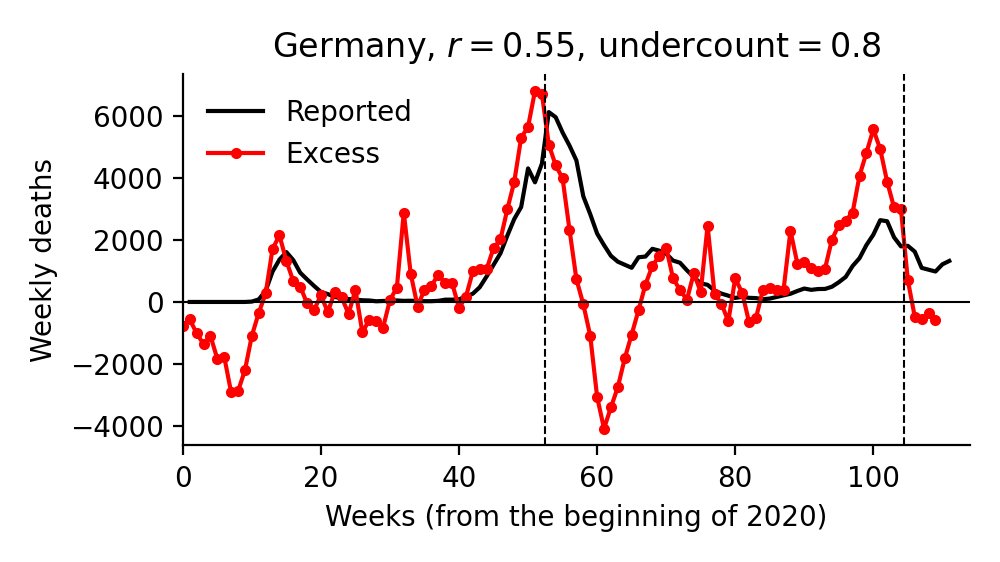 Germany, r = 0.55, undercount = 0.8
Weekly deaths
6000
4000
2000
0
−2000
−4000
Reported
Excess
0 20 40 60 80 100
Weeks (from the beginning of 2020)